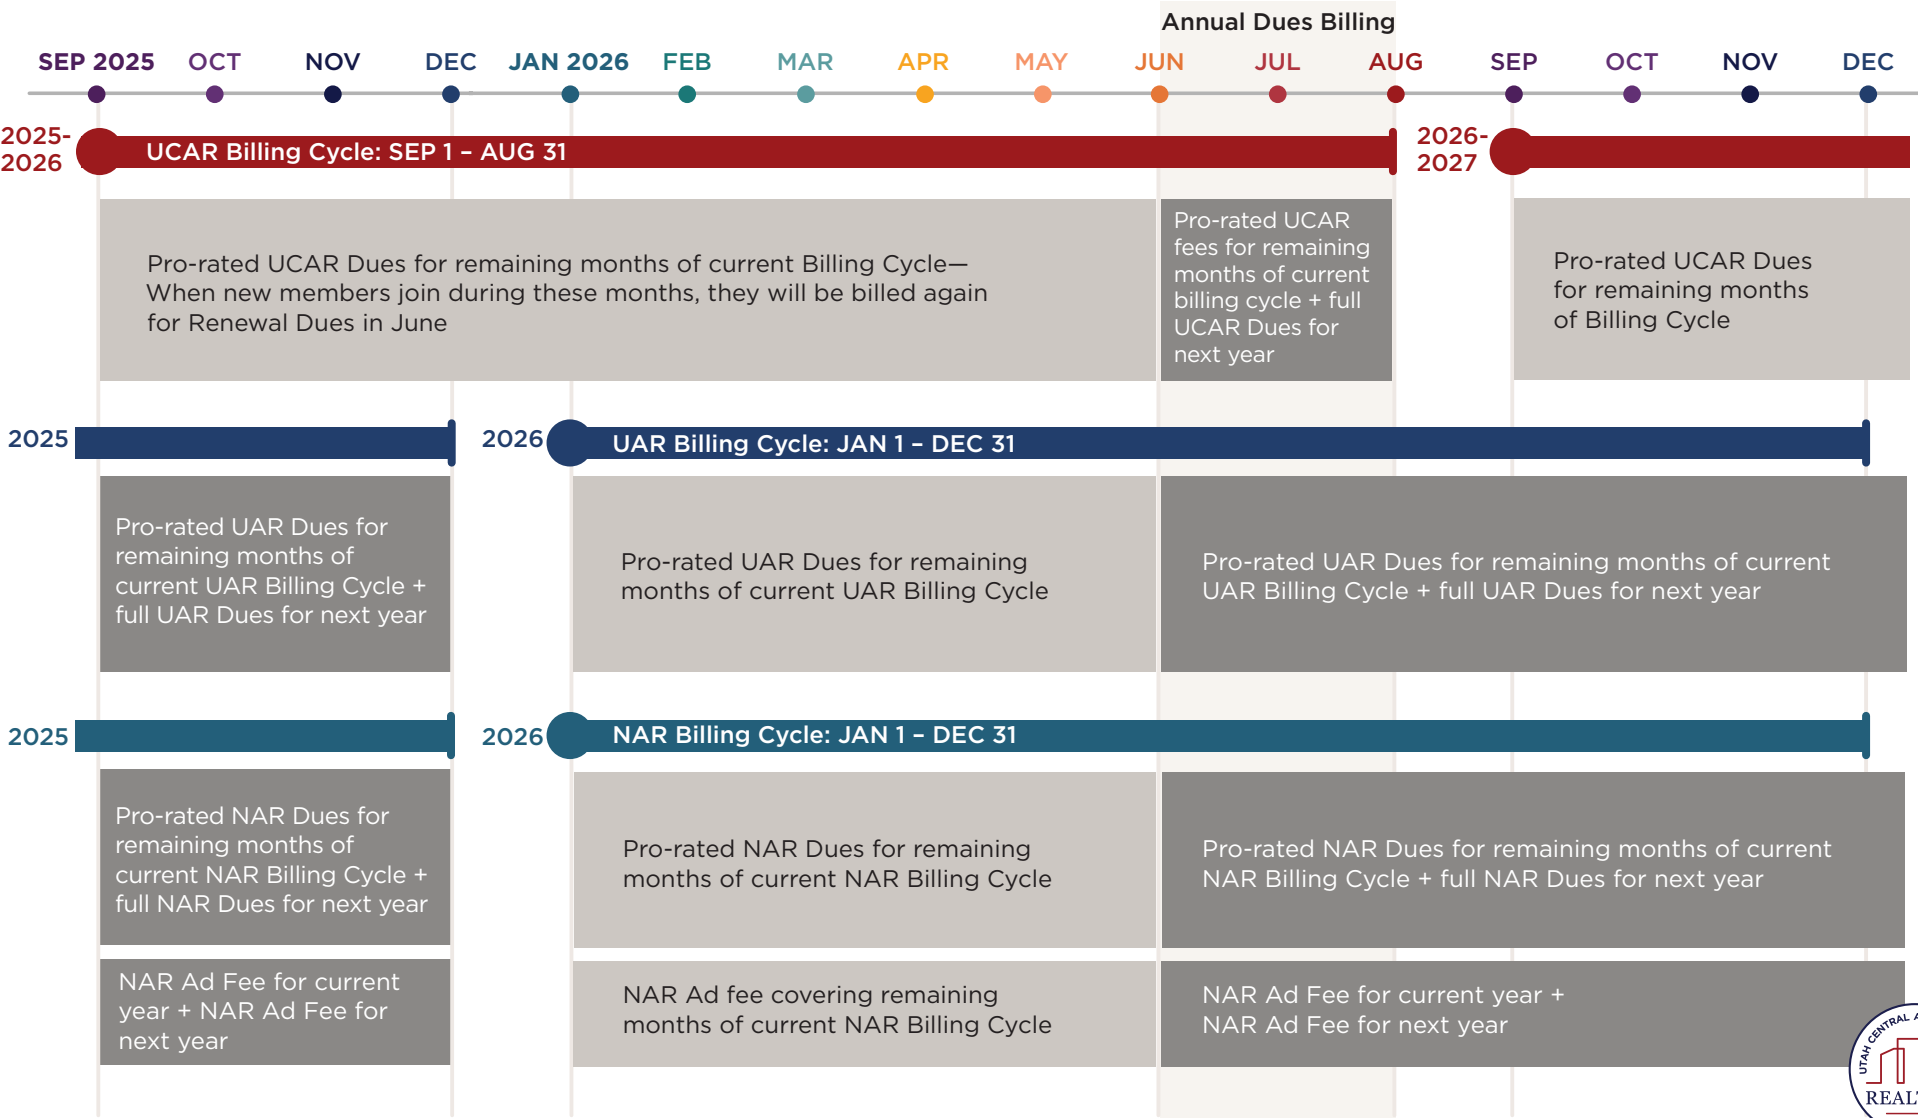 Annual Dues Billing
SEP 2025 OCT NOV DEC JAN 2026 FEB MAR APR MAY JUN JUL AUG SEP OCT NOV DEC
2025-
2026
UCAR Billing Cycle: SEP 1 – AUG 31
2026-
2027
Pro-rated UCAR Dues for remaining months of current Billing Cycle—
When new members join during these months, they will be billed again
for Renewal Dues in June
Pro-rated UCAR
fees for remaining
months of current
billing cycle + full
UCAR Dues for
next year
Pro-rated UCAR Dues
for remaining months
of Billing Cycle
2025
2026
UAR Billing Cycle: JAN 1 – DEC 31
Pro-rated UAR Dues for
remaining months of
current UAR Billing Cycle +
full UAR Dues for next year
Pro-rated UAR Dues for remaining
months of current UAR Billing Cycle
Pro-rated UAR Dues for remaining months of current
UAR Billing Cycle + full UAR Dues for next year
2025
2026
NAR Billing Cycle: JAN 1 – DEC 31
Pro-rated NAR Dues for
remaining months of
current NAR Billing Cycle +
full NAR Dues for next year
Pro-rated NAR Dues for remaining
months of current NAR Billing Cycle
Pro-rated NAR Dues for remaining months of current
NAR Billing Cycle + full NAR Dues for next year
NAR Ad Fee for current
year + NAR Ad Fee for
next year
NAR Ad fee covering remaining
months of current NAR Billing Cycle
NAR Ad Fee for current year +
NAR Ad Fee for next year
UTAH CENTRAL